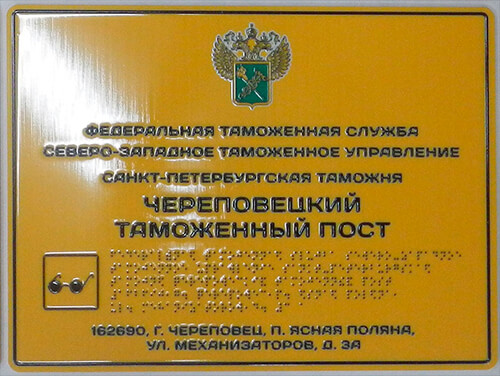 ФЕДЕРАЛЬНАЯ ТАМОЖЕННАЯ СЛУЖБА
СЕВЕРО-ЗАПАДНОЕ ТАМОЖЕННОЕ УПРАВЛЕНИЕ
САНКТ-ПЕТЕРБУРГСКАЯ ТАМОЖНЯ
ЧЕРЕПОВЕЦКИЙ
ТАМОЖЕННЫЙ ПОСТ
162690, Г. ЧЕРЕПОВЕЦ, П. ЯСНАЯ ПОЛЯНА,
УЛ. МЕХАНИЗАТОРОВ, Д. 3А